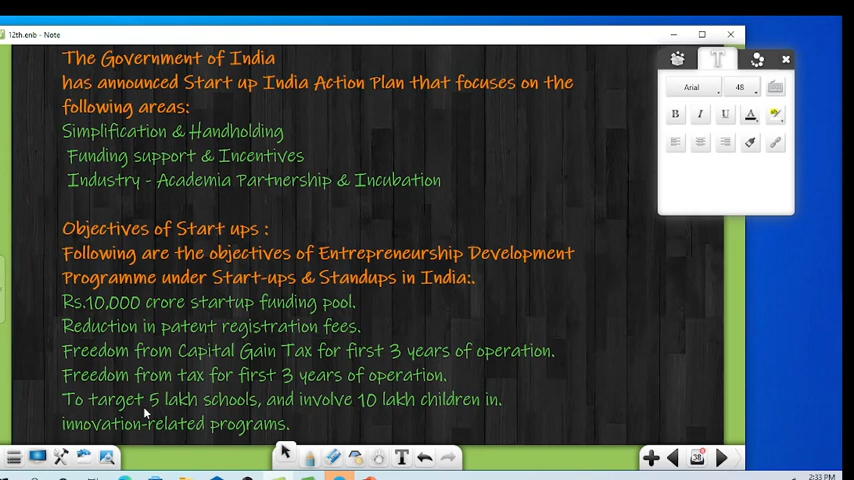 12th.enb - Note
The Government of India
has announced Start up India Action Plan that focuses on the
following areas:
Simplification & Handholding
Funding support & Incentives
Industry - Academia Partnership & Incubation
Objectives of Start ups :
Following are the objectives of Entrepreneurship Development
Programme under Start-ups & Standups in India:.
Rs.10,000 crore startup funding pool.
Reduction in patent registration fees.
Freedom from Capital Gain Tax for first 3 years of operation.
Freedom from tax for first 3 years of operation.
To target 5 lakh schools, and involve 10 lakh children in.
innovation-related programs.
T
Arial 48
B I U A
T
38
2:33 PM